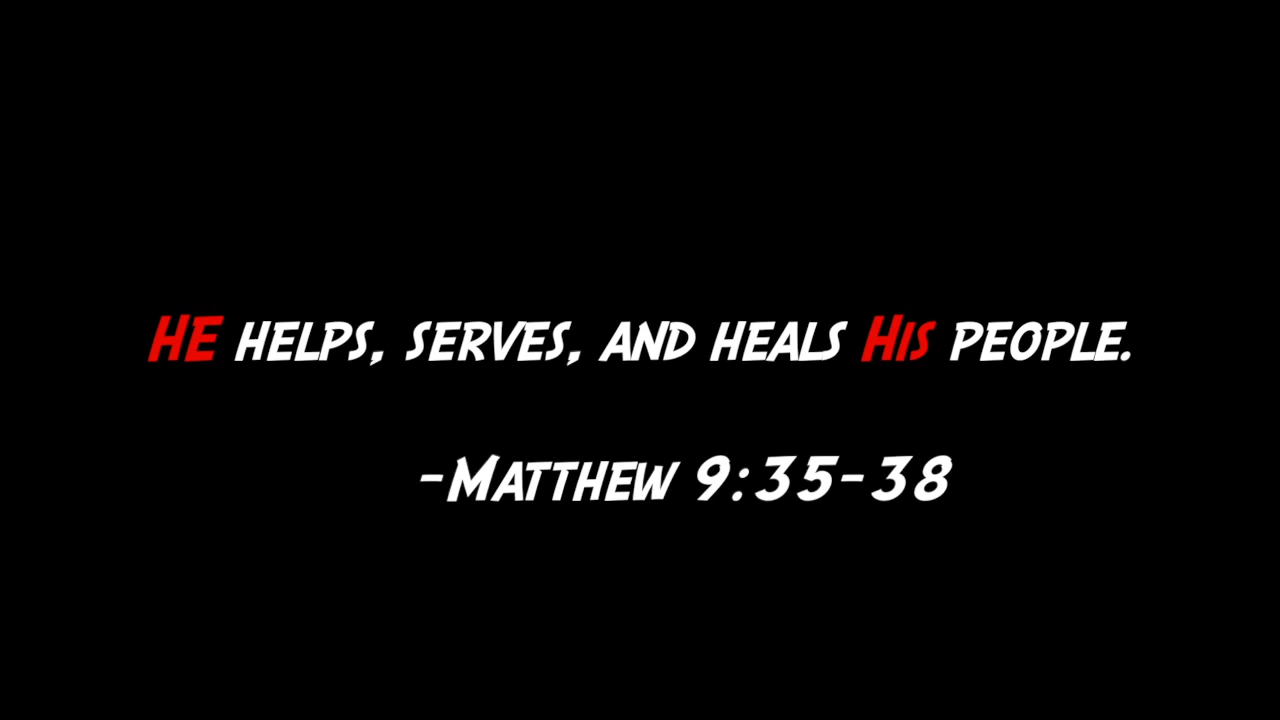 HE HELPS, SERVES, AND HEALS HIS PEOPLE.
-MATTHEW 9:35-38